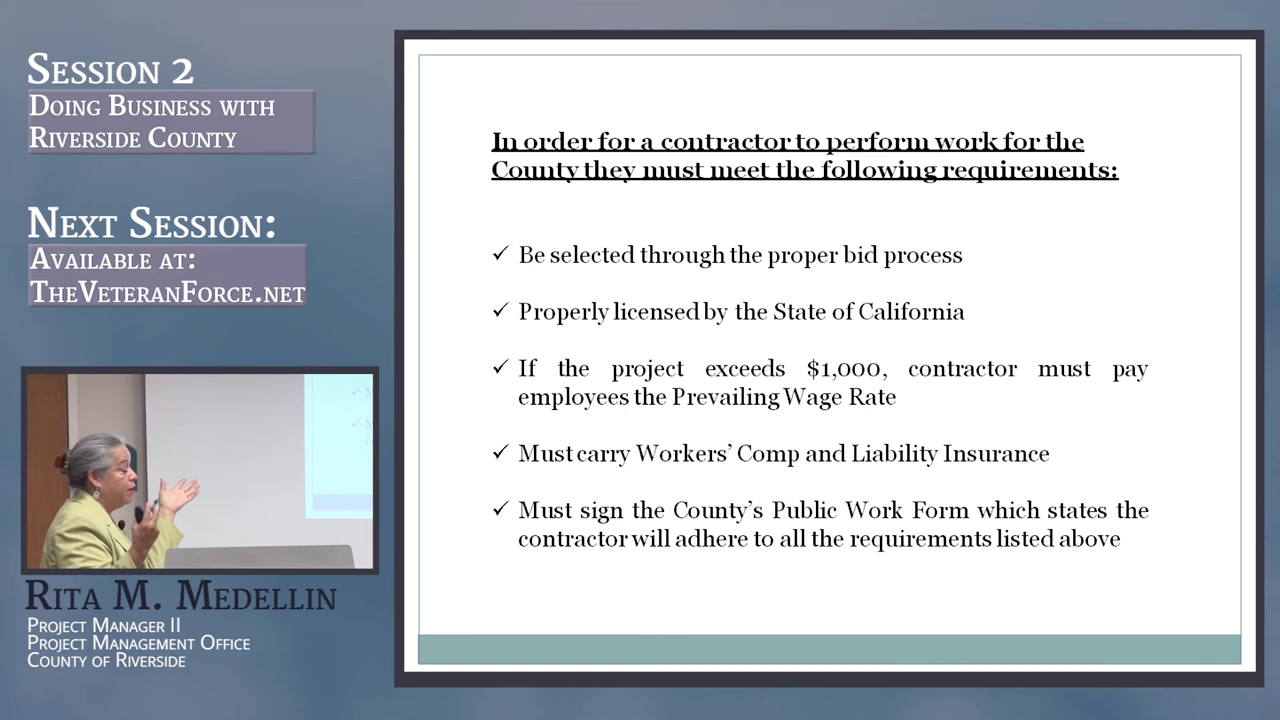 Session 2
Doing Business with
Riverside County
Next Session:
Available at:
TheVeteranForce.net
Rita M. Medellin
Project Manager II
Project Management Office
County of Riverside
In order for a contractor to perform work for the
County they must meet the following requirements:
✓ Be selected through the proper bid process
✓ Properly licensed by the State of California
✓ If the project exceeds $1,000, contractor must pay
employees the Prevailing Wage Rate
✓ Must carry Workers’ Comp and Liability Insurance
✓ Must sign the County’s Public Work Form which states the
contractor will adhere to all the requirements listed above